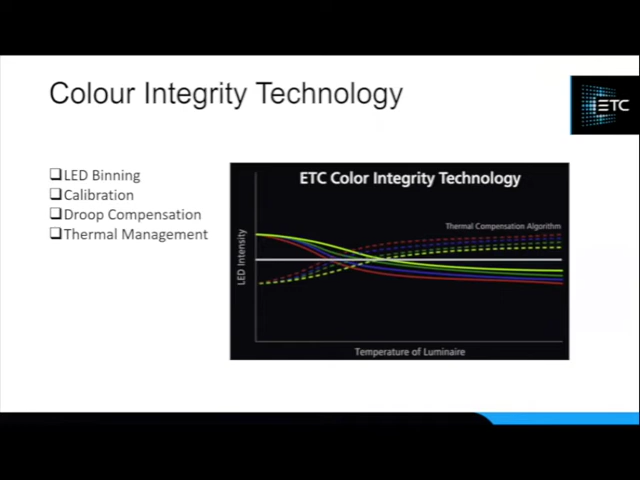 Colour Integrity Technology
ETC
❑LED Binning
❑Calibration
❑Droop Compensation
❑Thermal Management
ETC Color Integrity Technology
Thermal Compensation Algorithm
LED Intensity
Temperature of Luminaire